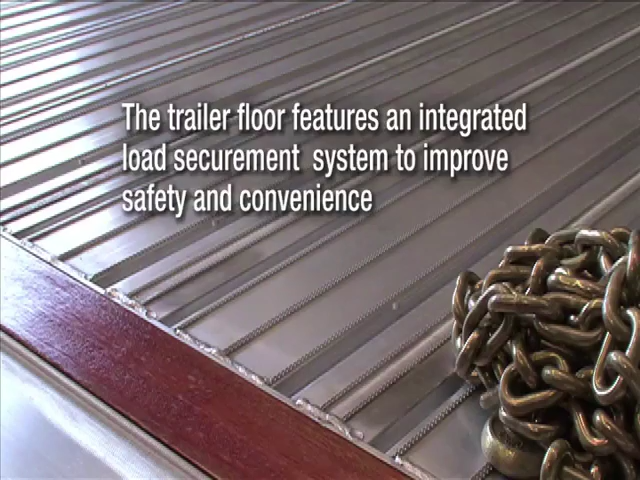 The trailer floor features an integrated
load securement system to improve
safety and convenience